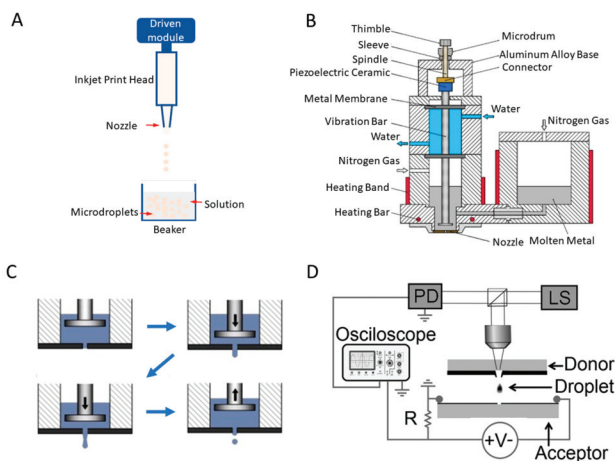 A
Driven
module
Inkjet Print Head
Nozzle
Microdroplets
Solution
Beaker
B
Thimble
Sleeve
Spindle
Piezoelectric Ceramic
Metal Membrane
Vibration Bar
Water
Nitrogen Gas
Heating Band
Heating Bar
Microdrum
Aluminum Alloy Base
Connector
Water
Nitrogen Gas
Molten Metal
Nozzle
C
D
PD
LS
Osciloscope
Donor
Droplet
R
+V-
Acceptor